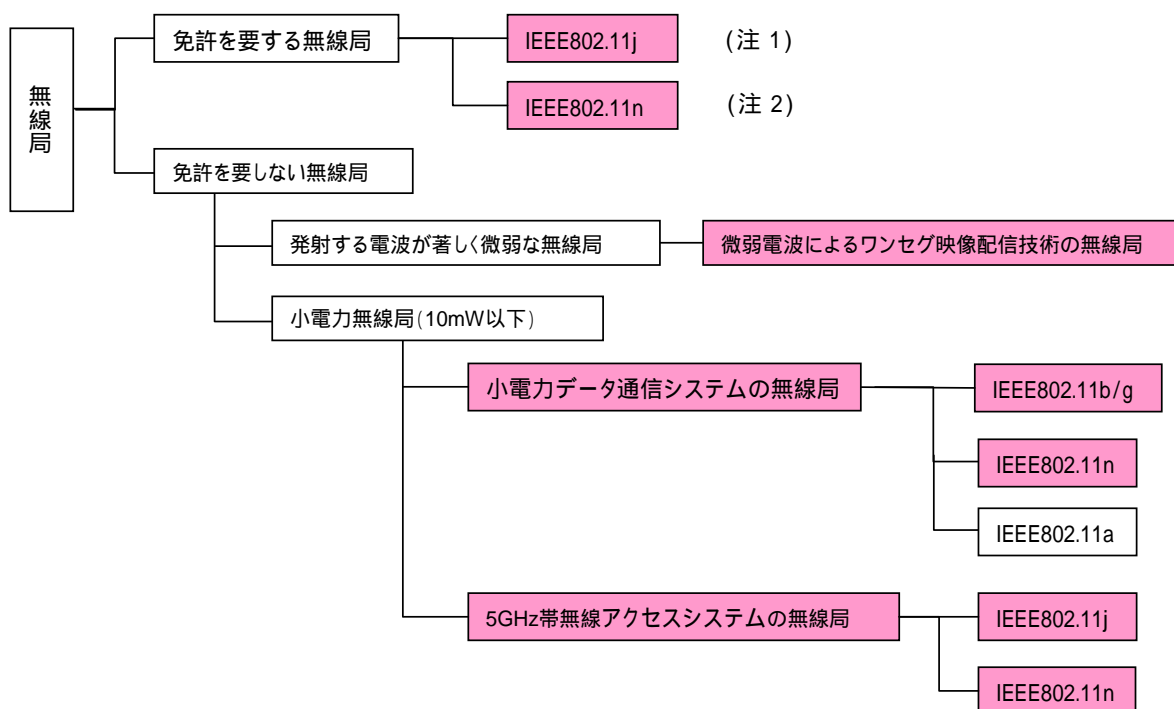 無線局
免許を要する無線局
IEEE802.11j
(注 1)
IEEE802.11n
(注 2)
免許を要しない無線局
発射する電波が著しく微弱な無線局
微弱電波によるワンセグ映像配信技術の無線局
小電力無線局(10mW以下)
小電力データ通信システムの無線局
IEEE802.11b/g
IEEE802.11n
IEEE802.11a
5GHz帯無線アクセスシステムの無線局
IEEE802.11j
IEEE802.11n